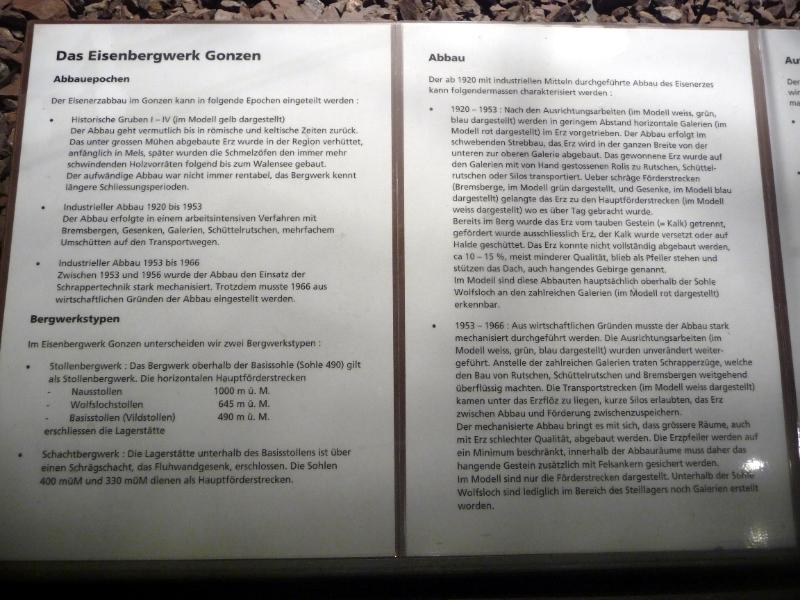 Das Eisenbergwerk Gonzen
Abbauepochen
Der Eisenerzabbau im Gonzen kann in folgende Epochen eingeteilt werden :
• Historische Gruben I – IV (im Modell gelb dargestellt)
Der Abbau geht vermutlich bis in römische und keltische Zeiten zurück.
Das unter grossen Mühen abgebaute Erz wurde in der Region verhüttet,
anfänglich in Mels, später wurden die Schmelzöfen den immer mehr
schwindenden Holzvorräten folgend bis zum Walensee gebaut.
Der aufwändige Abbau war nicht immer rentabel, das Bergwerk kennt
längere Schliessungsperioden.
• Industrieller Abbau 1920 bis 1953
Der Abbau erfolgte in einem arbeitsintensiven Verfahren mit
Bremsbergen, Gesenken, Galerien, Schüttelrutschen, mehrfachem
Umschütten auf den Transportwegen.
• Industrieller Abbau 1953 bis 1966
Zwischen 1953 und 1956 wurde der Abbau den Einsatz der
Schrappertechnik stark mechanisiert. Trotzdem musste 1966 aus
wirtschaftlichen Gründen der Abbau eingestellt werden.
Bergwerkstypen
Im Eisenbergwerk Gonzen unterscheiden wir zwei Bergwerkstypen :
• Stollenbergwerk : Das Bergwerk oberhalb der Basissohle (Sohle 490) gilt
als Stollenbergwerk. Die horizontalen Hauptförderstrecken
- Nausstollen 1000 m ü. M.
- Wolfslochstollen 645 m ü. M.
- Basisstollen (Vildstollen) 490 m ü. M.
erschliessen die Lagerstätte
• Schachtbergwerk : Die Lagerstätte unterhalb des Basisstollens ist über
einen Schrägschacht, das Fluhwandgesenk, erschlossen. Die Sohlen
400 müM und 330 müM dienen als Hauptförderstrecken.
Abbau
Der ab 1920 mit industriellen Mitteln durchgeführte Abbau des Eisenerzes
kann folgendermassen charakterisiert werden :
• 1920 – 1953 : Nach den Ausrichtungsarbeiten (im Modell weiss, grün,
blau dargestellt) werden in geringem Abstand horizontale Galerien (im
Modell rot dargestellt) im Erz vorgetrieben. Der Abbau erfolgt im
schwebenden Strebbau, das Erz wird in der ganzen Breite von der
unteren zur oberen Galerie abgebaut. Das gewonnene Erz wurde auf
den Galerien mit von Hand gestossenen Rolis zu Rutschen, Schüttel-
rutschen oder Silos transportiert. Ueber schräge Förderstrecken
(Bremsberge, im Modell grün dargestellt, und Gesenke, im Modell blau
dargestellt) gelangte das Erz zu den Hauptförderstrecken (im Modell
weiss dargestellt) wo es über Tag gebracht wurde.
Bereits im Berg wurde das Erz vom tauben Gestein (= Kalk) getrennt,
gefördert wurde ausschliesslich Erz, der Kalk wurde versetzt oder auf
Halde geschüttet. Das Erz konnte nicht vollständig abgebaut werden,
ca 10 – 15 %, meist minderer Qualität, blieb als Pfeiler stehen und
stützen das Dach, auch hangendes Gebirge genannt.
Im Modell sind diese Abbauten hauptsächlich oberhalb der Sohle
Wolfsloch an den zahlreichen Galerien (im Modell rot dargestellt)
erkennbar.
• 1953 – 1966 : Aus wirtschaftlichen Gründen musste der Abbau stark
mechanisiert durchgeführt werden. Die Ausrichtungsarbeiten (im
Modell weiss, grün, blau dargestellt) wurden unverändert weiter-
geführt. Anstelle der zahlreichen Galerien traten Schrapperzüge, welche
den Bau von Rutschen, Schüttelrutschen und Bremsbergen weitgehend
überflüssig machten. Die Transportstrecken (im Modell weiss dargestellt)
kamen unter das Erzflöz zu liegen, kurze Silos erlaubten, das Erz
zwischen Abbau und Förderung zwischenzuspeichern.
Der mechanisierte Abbau bringt es mit sich, dass grössere Räume, auch
mit Erz schlechter Qualität, abgebaut werden. Die Erzpfeiler werden auf
ein Minimum beschränkt, innerhalb der Abbauräume muss daher das
hangende Gestein zusätzlich mit Felsankern gesichert werden.
Im Modell sind nur die Förderstrecken dargestellt. Unterhalb der Sohle
Wolfsloch sind lediglich im Bereich des Steillagers noch Galerien erstellt
worden.